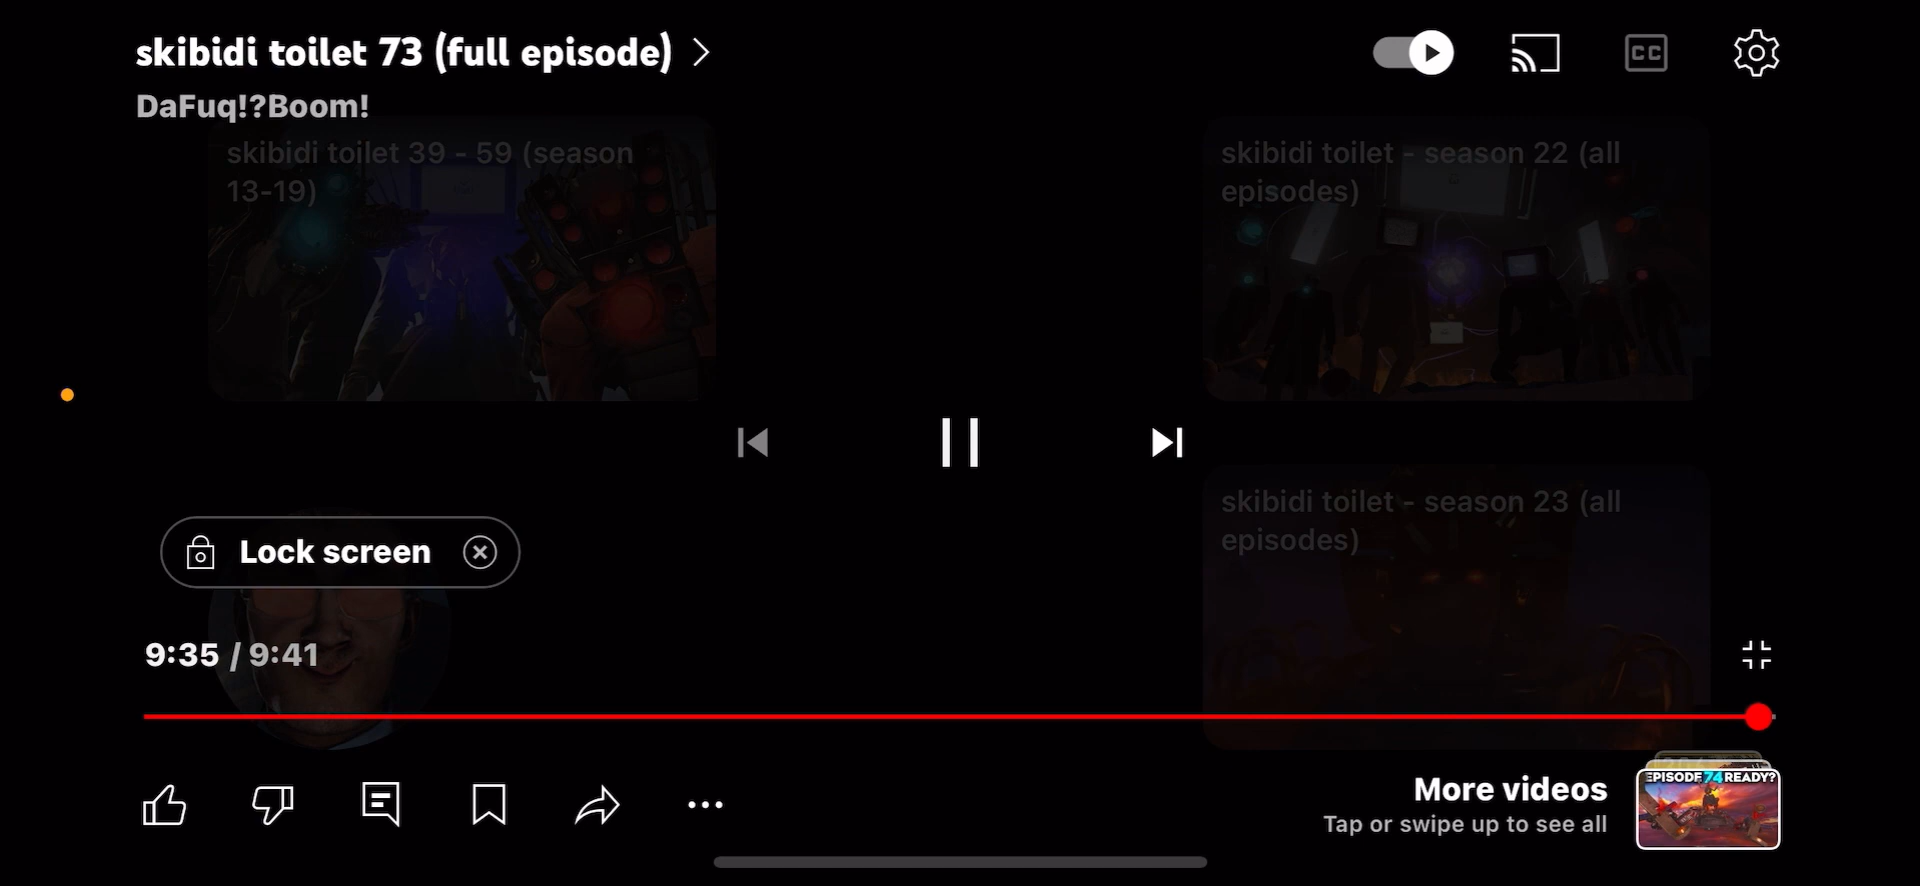 skibidi toilet 73 (full episode)
DaFuq!?Boom!
CC
skibidi toilet 39 - 59 (season
13-19)
skibidi toilet - season 22 (all
episodes)
skibidi toilet - season 23 (all
episodes)
Lock screen
9:35 / 9:41
More videos
Tap or swipe up to see all
EPISODE 74 READY?